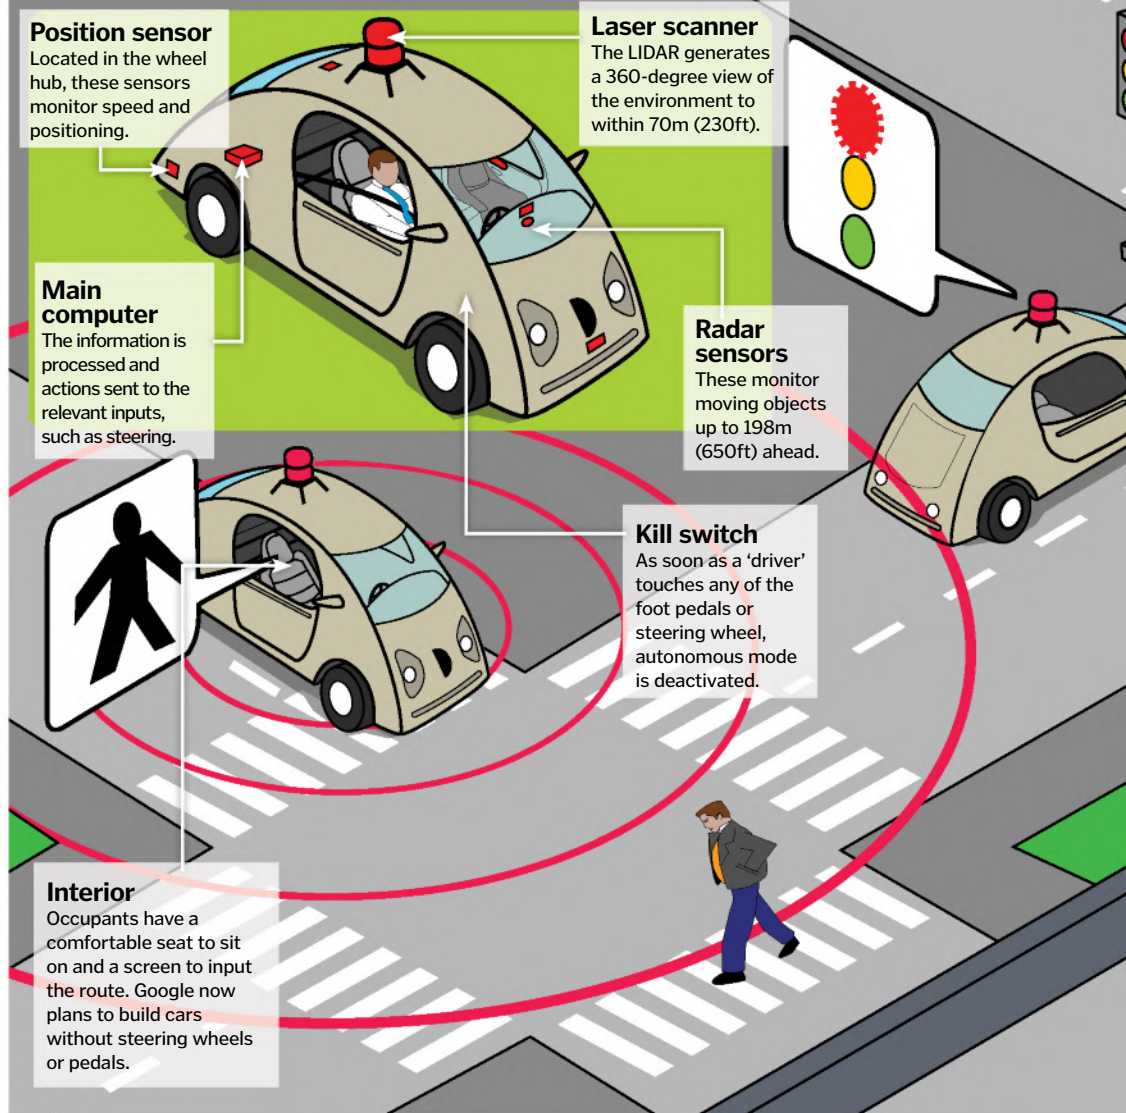 Position sensor
Located in the wheel
hub, these sensors
monitor speed and
positioning.
Laser scanner
The LIDAR generates
a 360-degree view of
the environment to
within 70m (230ft).
Main
computer
The information is
processed and
actions sent to the
relevant inputs,
such as steering.
Radar
sensors
These monitor
moving objects
up to 198m
(650ft) ahead.
Kill switch
As soon as a ‘driver’
touches any of the
foot pedals or
steering wheel,
autonomous mode
is deactivated.
Interior
Occupants have a
comfortable seat to sit
on and a screen to input
the route. Google now
plans to build cars
without steering wheels
or pedals.